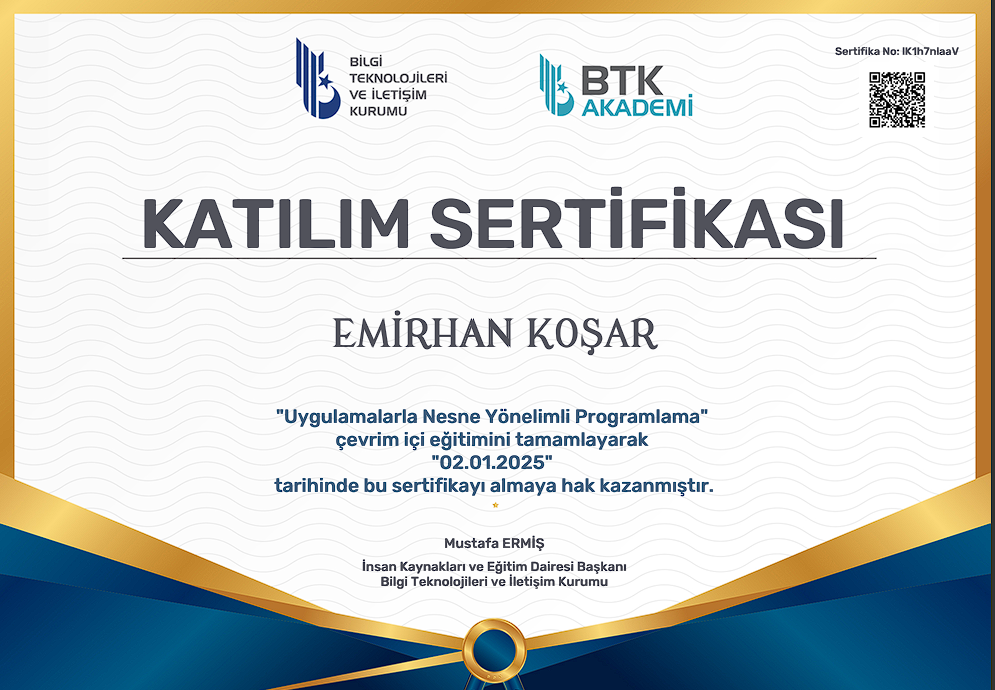 BİLGİ
TEKNOLOJİLERİ
VE İLETİŞİM
KURUMU
BTK
AKADEMİ
Sertifika No: lK1h7nlaaV
KATILIM SERTİFİKASI
EMİRHAN KOŞAR
"Uygulamalarla Nesne Yönelimli Programlama"
çevrim içi eğitimini tamamlayarak
"02.01.2025"
tarihinde bu sertifikayı almaya hak kazanmıştır.
Mustafa ERMİŞ
İnsan Kaynakları ve Eğitim Dairesi Başkanı
Bilgi Teknolojileri ve İletişim Kurumu